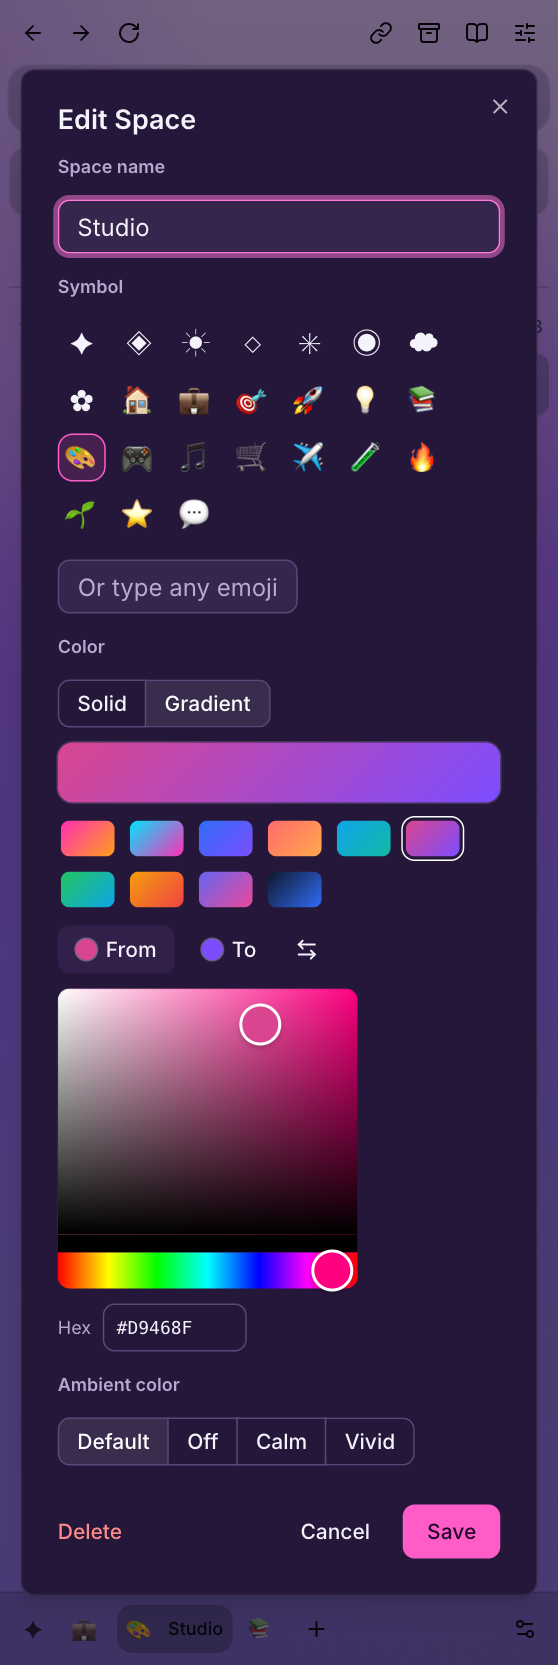 Edit Space
Space name
Studio
Symbol
Or type any emoji
Color
Solid Gradient
From To
Hex #D9468F
Ambient color
Default Off Calm Vivid
Delete Cancel Save
Studio